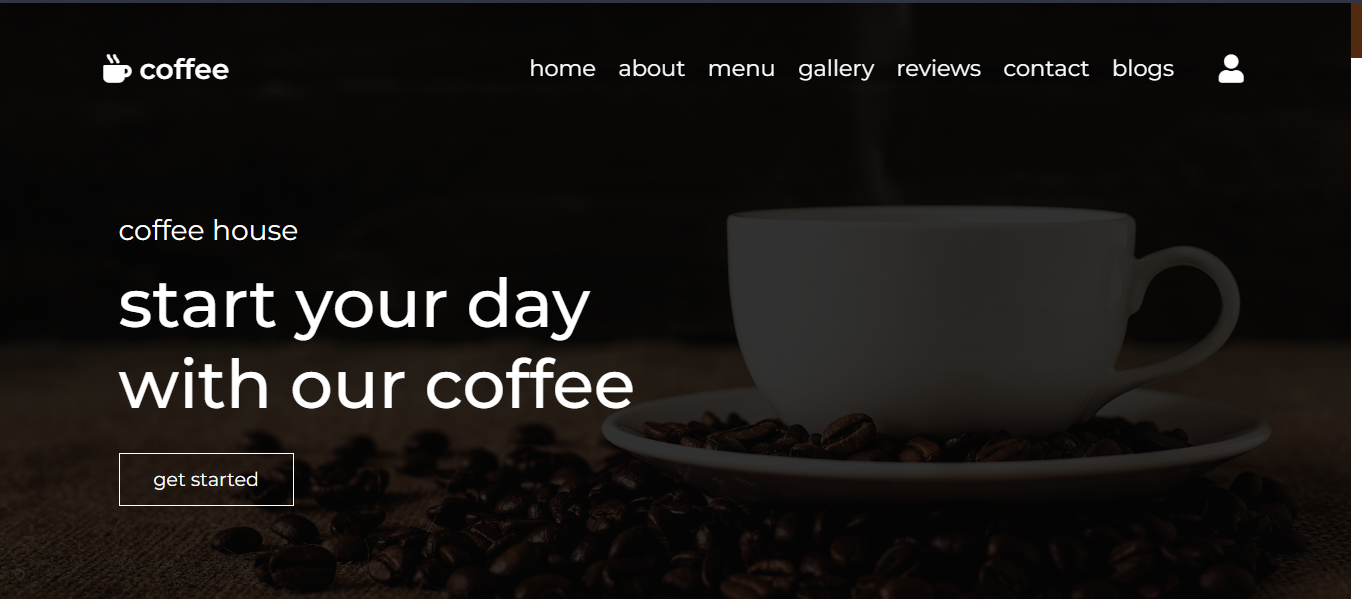 coffee
home about menu gallery reviews contact blogs
coffee house
start your day
with our coffee
get started